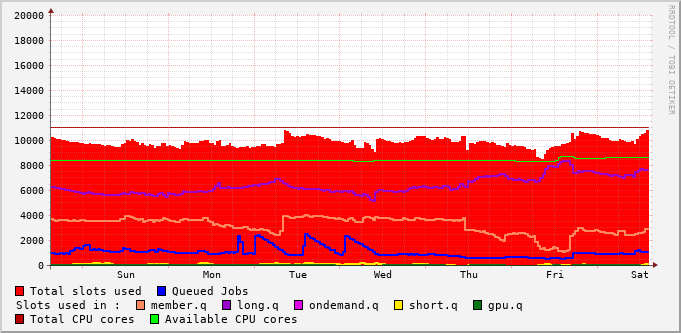 20000
18000
16000
14000
12000
10000
8000
6000
4000
2000
0
Sun Mon Tue Wed Thu Fri Sat
RRDTOOL / TOBI OETIKER
Total slots used Queued Jobs
Slots used in : member.q long.q ondemand.q short.q gpu.q
Total CPU cores Available CPU cores